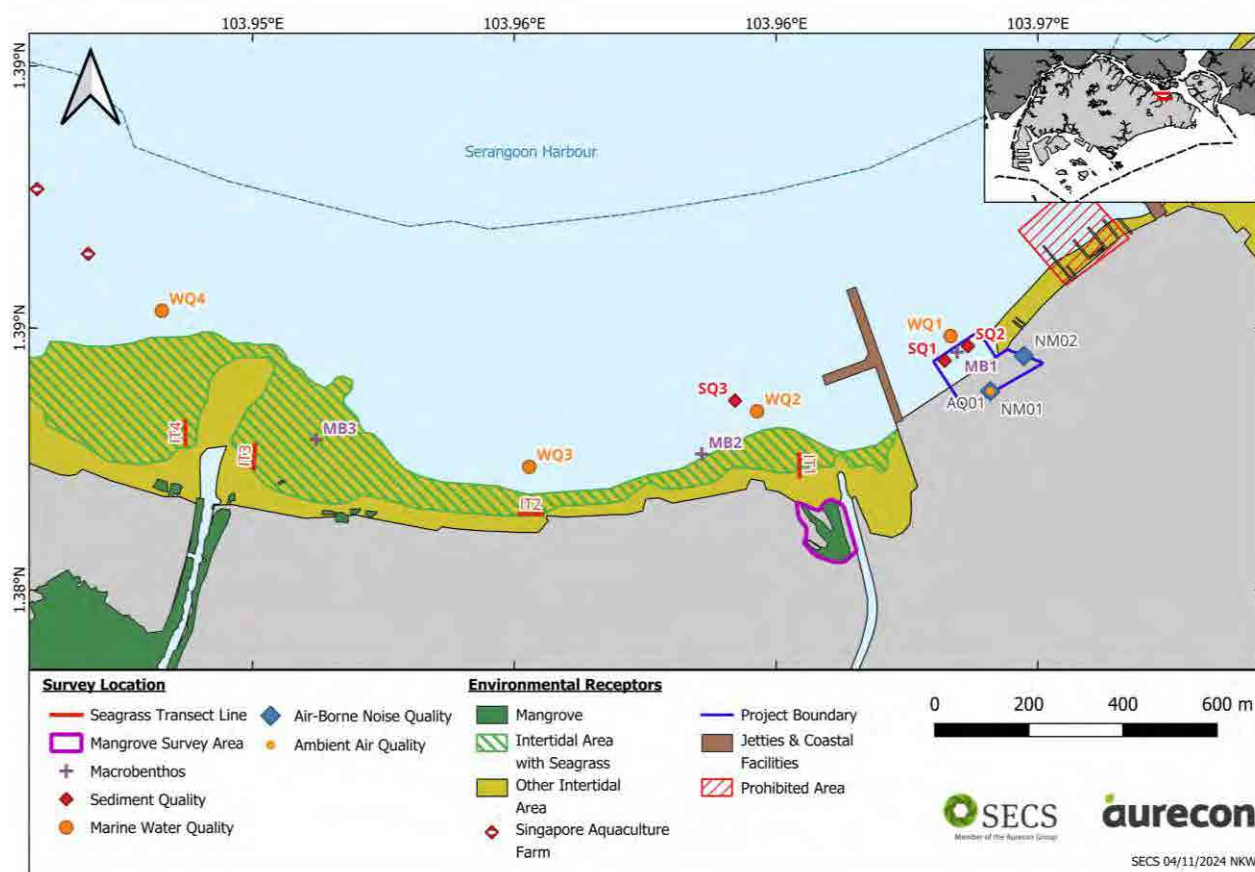 103.95°E
103.96°E
103.96°E
103.97°E
1.39°N
1.39°N
1.38°N
Serangoon Harbour
WQ4
WQ1
SQ2
SQ1
MB1
NM02
AQ01
NM01
SQ3
WQ2
MB3
MB2
WQ3
IT4
IT3
IT2
IT1
Survey Location
Seagrass Transect Line
Mangrove Survey Area
Macrobenthos
Sediment Quality
Marine Water Quality
Air-Borne Noise Quality
Ambient Air Quality
Environmental Receptors
Mangrove
Intertidal Area
with Seagrass
Other Intertidal
Area
Singapore Aquaculture
Farm
Project Boundary
Jetties & Coastal
Facilities
Prohibited Area
0 200 400 600 m
SECS
Member of the Aurecon Group
aurecon
SECS 04/11/2024 NKW